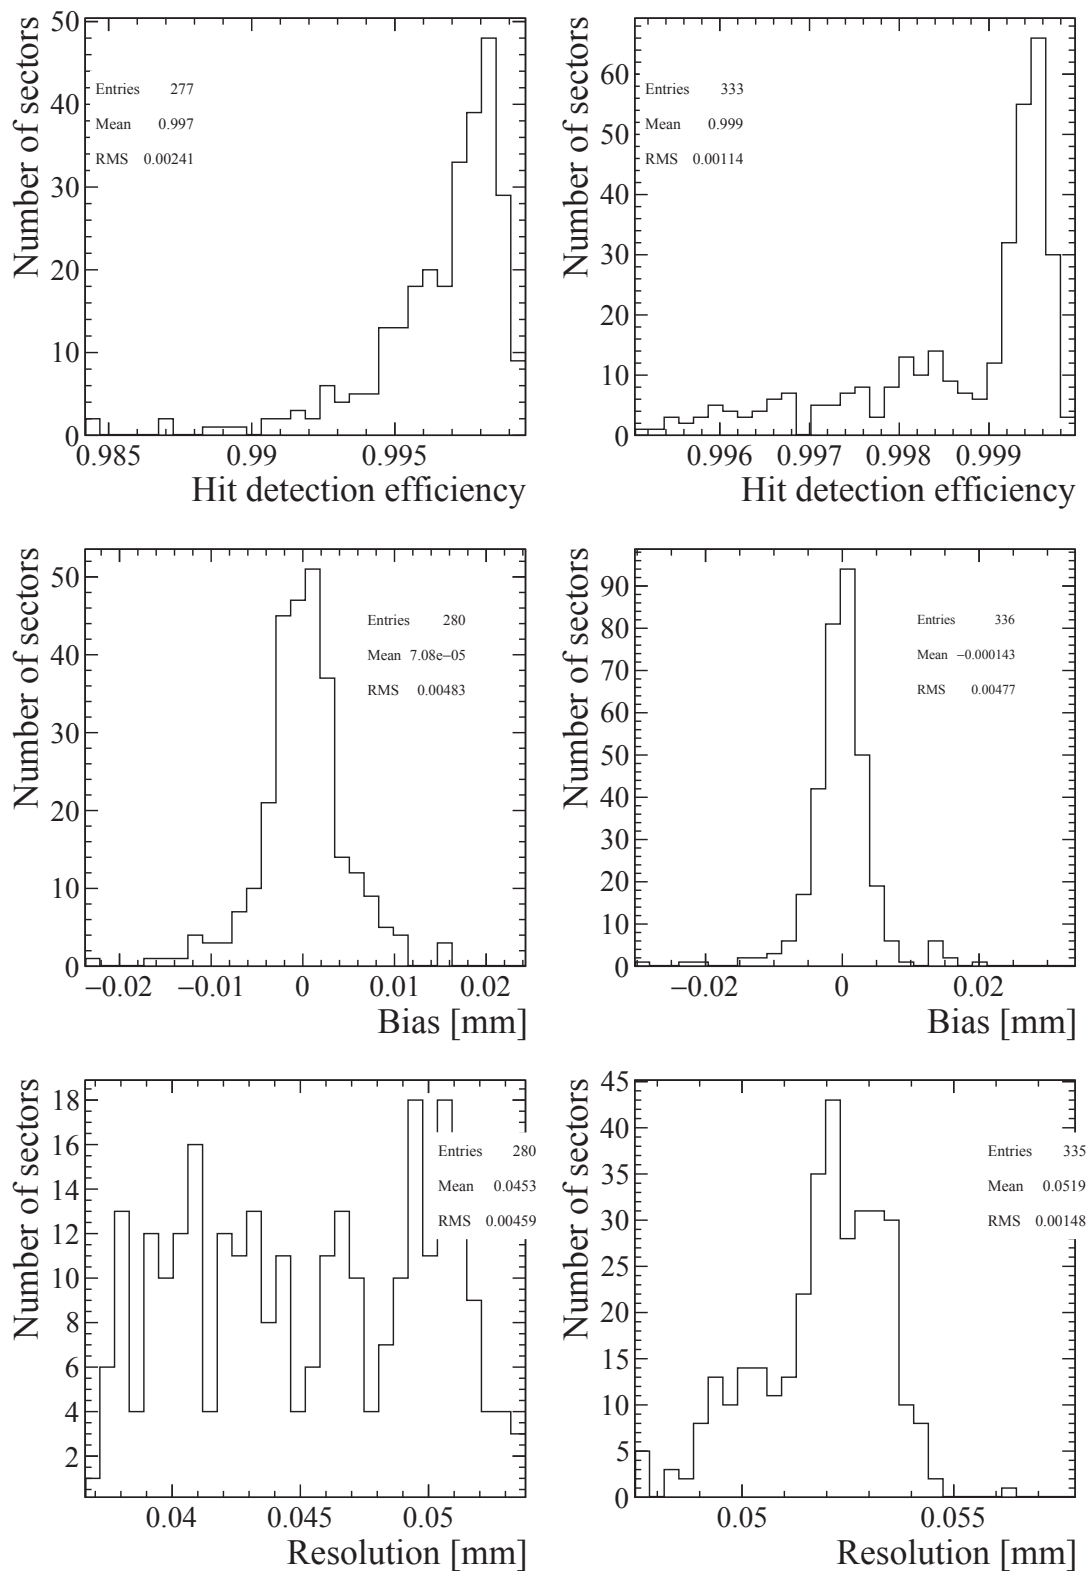 Number of sectors
50
40
30
20
10
0
Entries 277
Mean 0.997
RMS 0.00241
0.985 0.99 0.995
Hit detection efficiency
Number of sectors
60
50
40
30
20
10
0
Entries 333
Mean 0.999
RMS 0.00114
0.996 0.997 0.998 0.999
Hit detection efficiency
Number of sectors
50
40
30
20
10
0
Entries 280
Mean 7.08e−05
RMS 0.00483
−0.02 −0.01 0 0.01 0.02
Bias [mm]
Number of sectors
90
80
70
60
50
40
30
20
10
0
Entries 336
Mean −0.000143
RMS 0.00477
−0.02 0 0.02
Bias [mm]
Number of sectors
18
16
14
12
10
8
6
4
2
Entries 280
Mean 0.0453
RMS 0.00459
0.04 0.045 0.05
Resolution [mm]
Number of sectors
45
40
35
30
25
20
15
10
5
0
Entries 335
Mean 0.0519
RMS 0.00148
0.05 0.055
Resolution [mm]